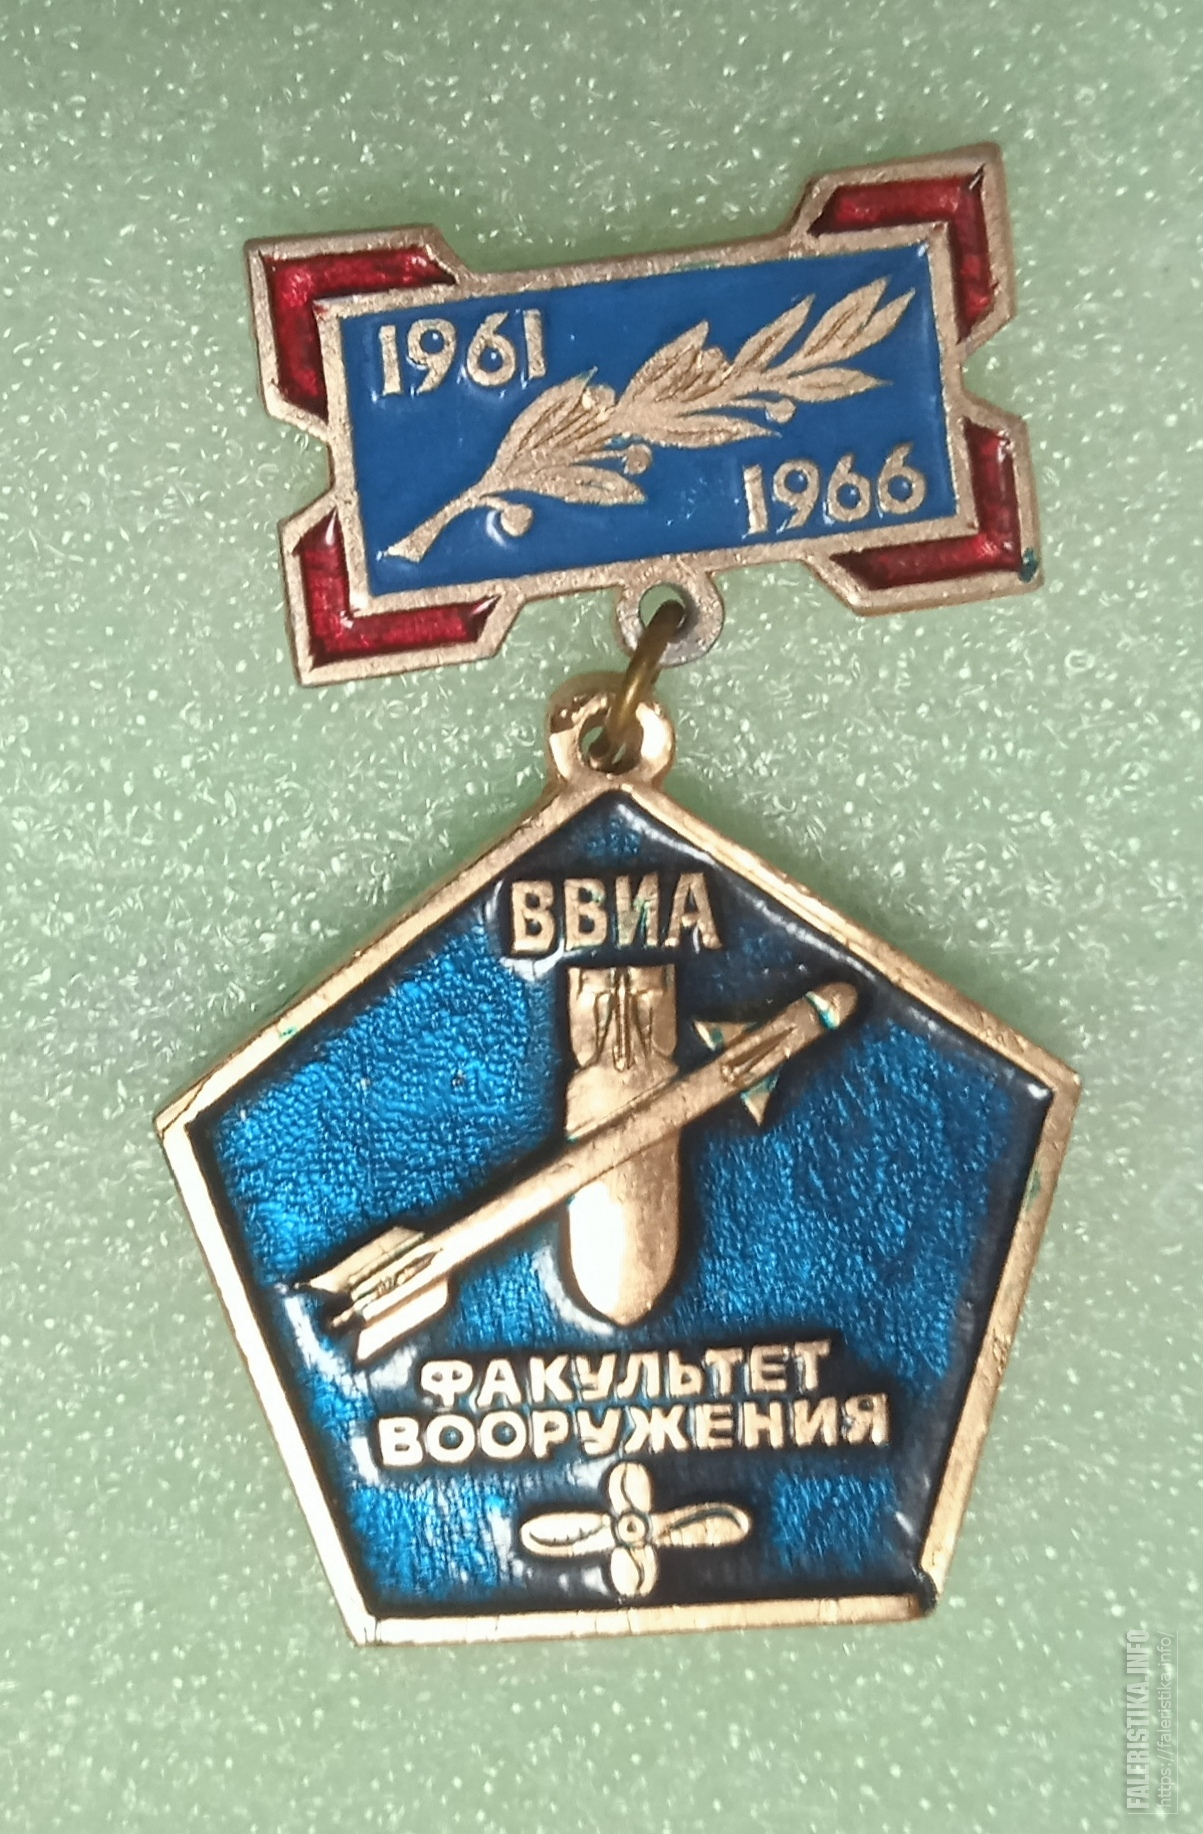 1961
1966
ВВИА
ФАКУЛЬТЕТ
ВООРУЖЕНИЯ
FALERISTIKA.INFO
https://faleristika.info/